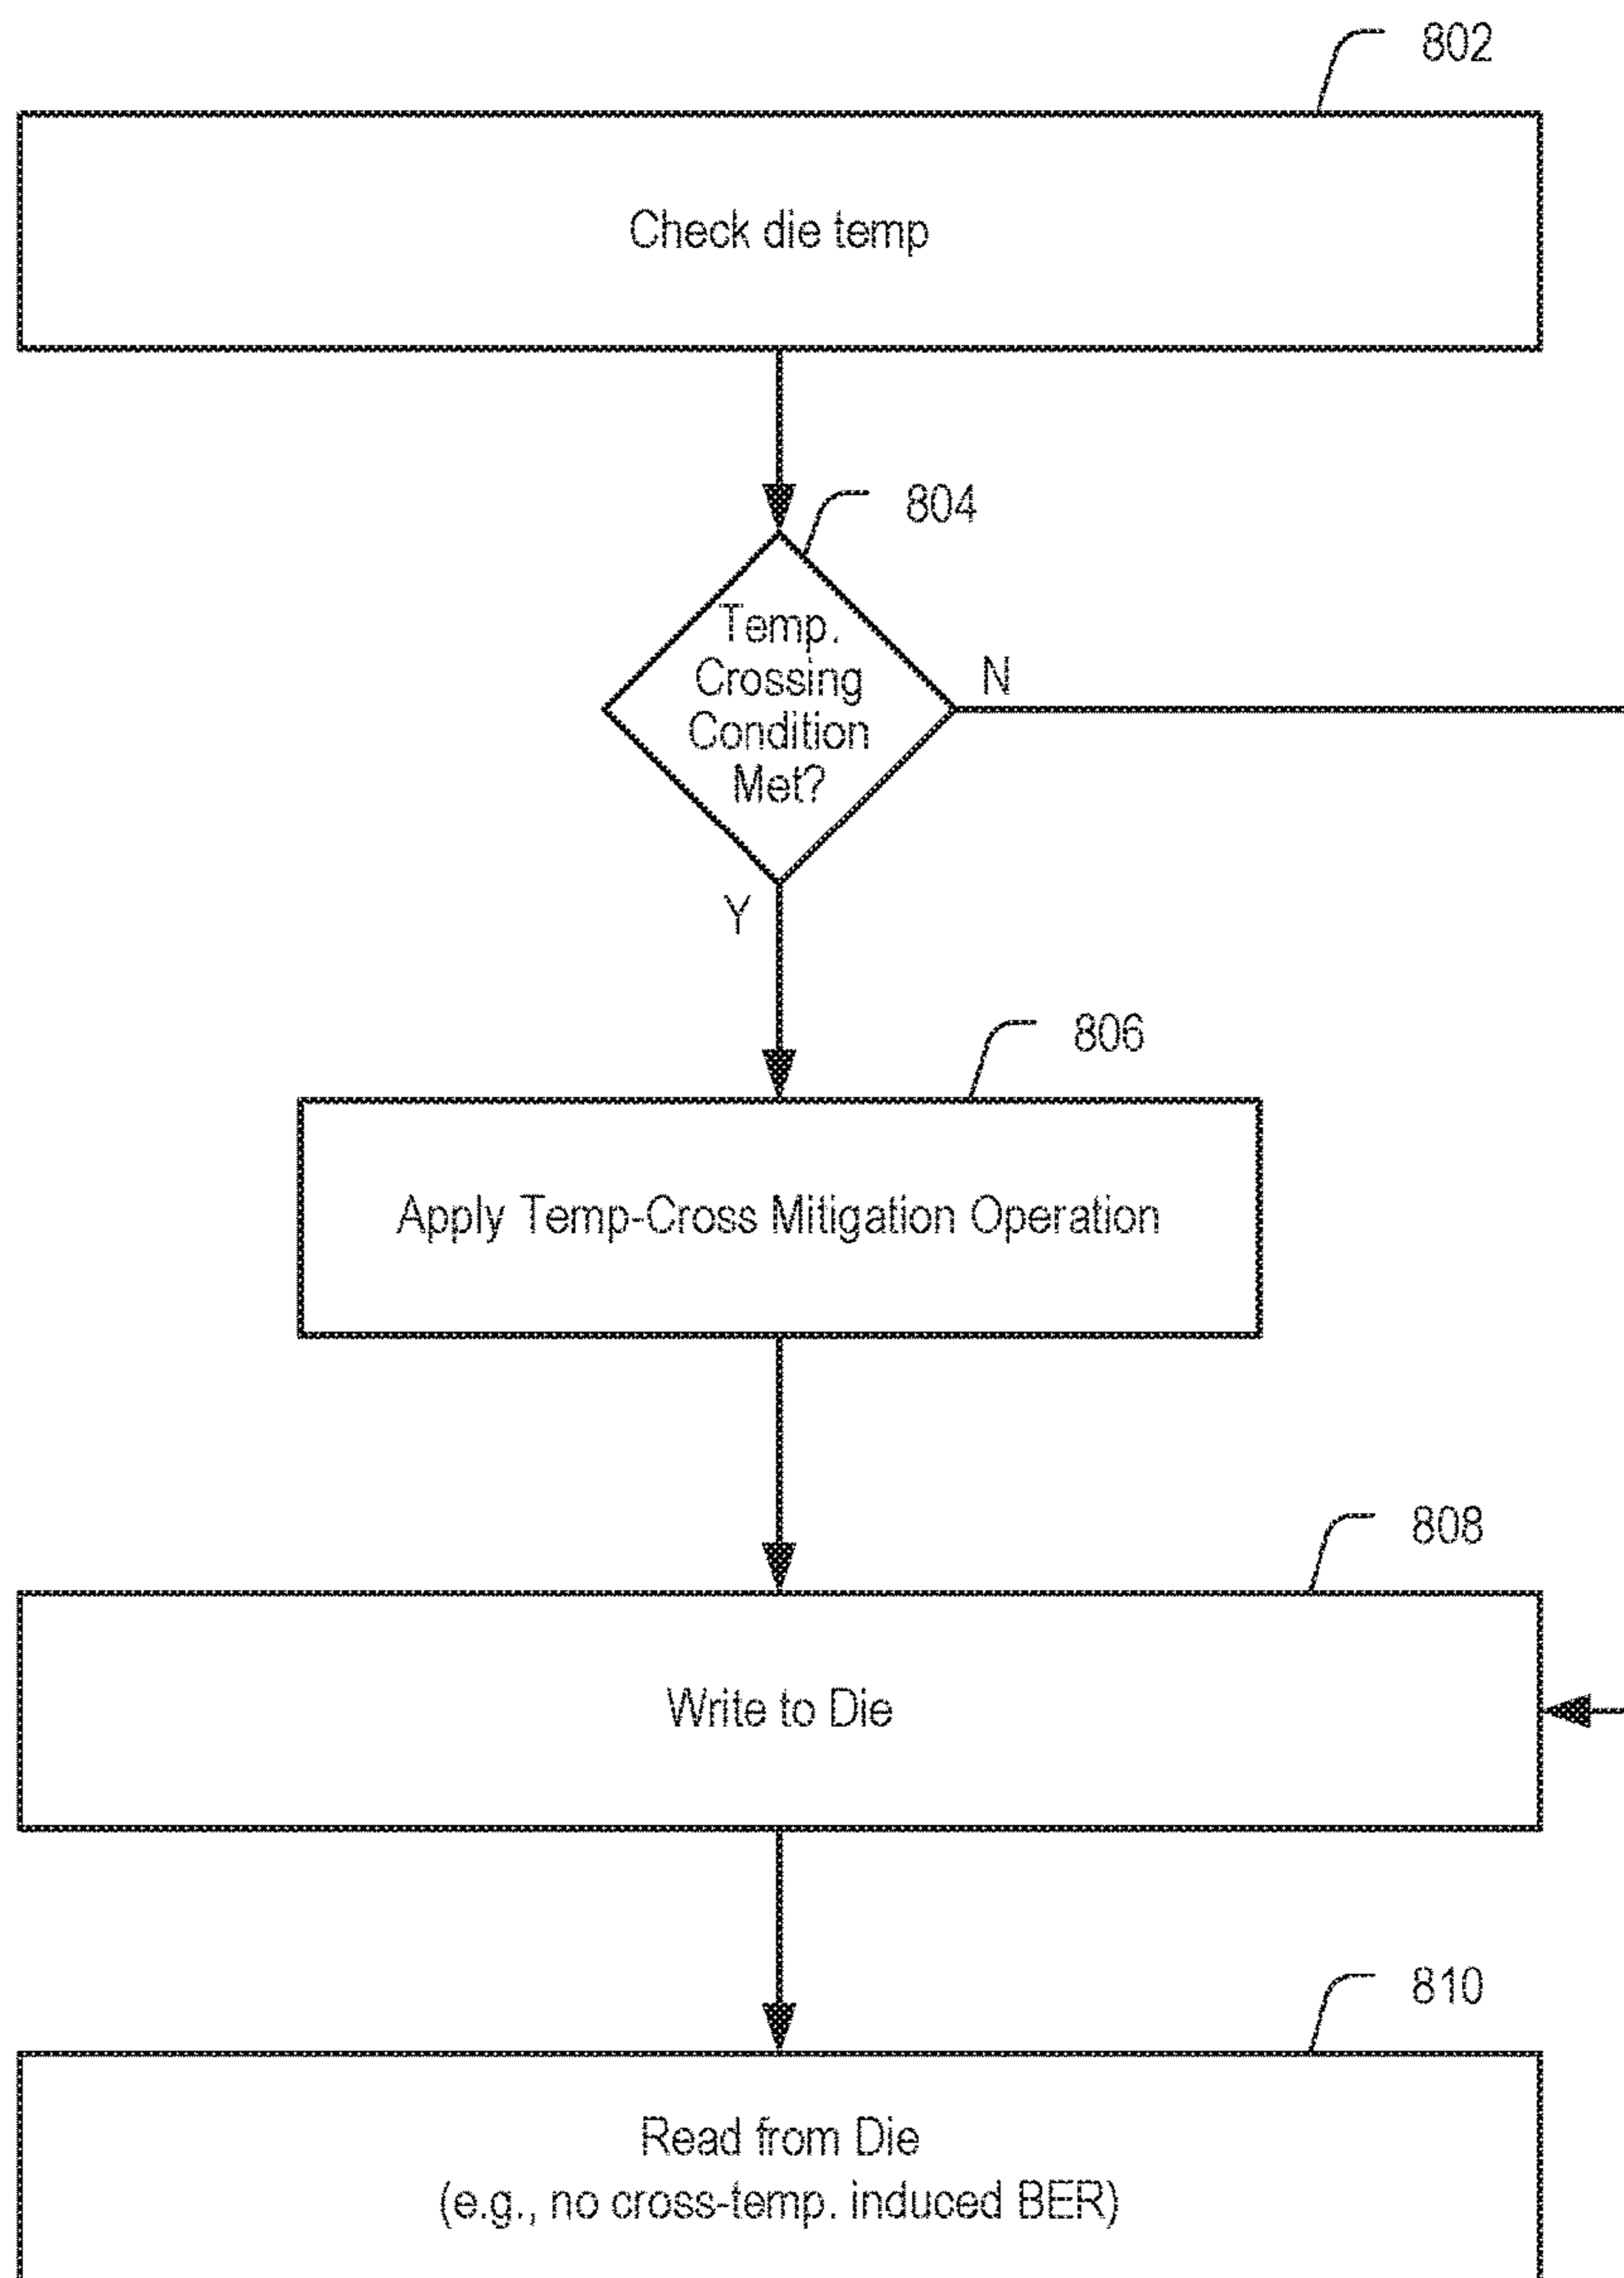 802
Check die temp
804
Temp.
Crossing
Condition
Met?
N
Y
806
Apply Temp-Cross Mitigation Operation
808
Write to Die
810
Read from Die
(e.g., no cross-temp. induced BER)